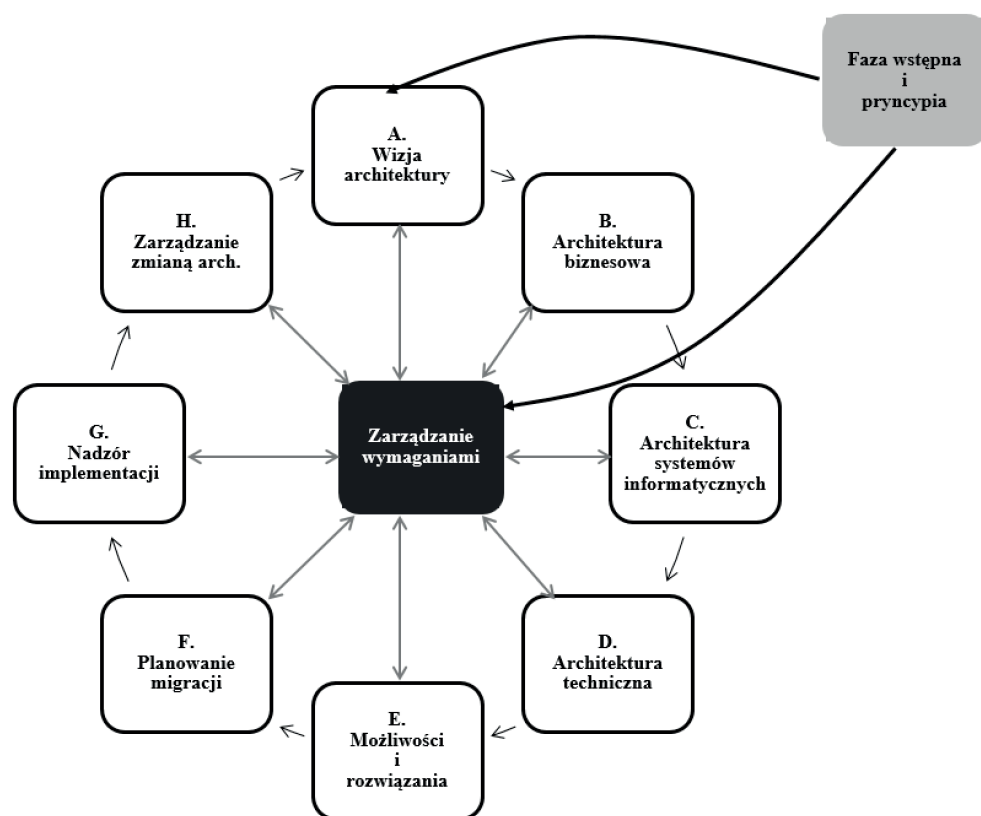 Faza wstępna
i
pryncypia
A.
Wizja
architektury
B.
Architektura
biznesowa
H.
Zarządzanie
zmianą arch.
Zarządzanie
wymaganiami
C.
Architektura
systemów
informatycznych
G.
Nadzór
implementacji
D.
Architektura
techniczna
F.
Planowanie
migracji
E.
Możliwości
i
rozwiązania